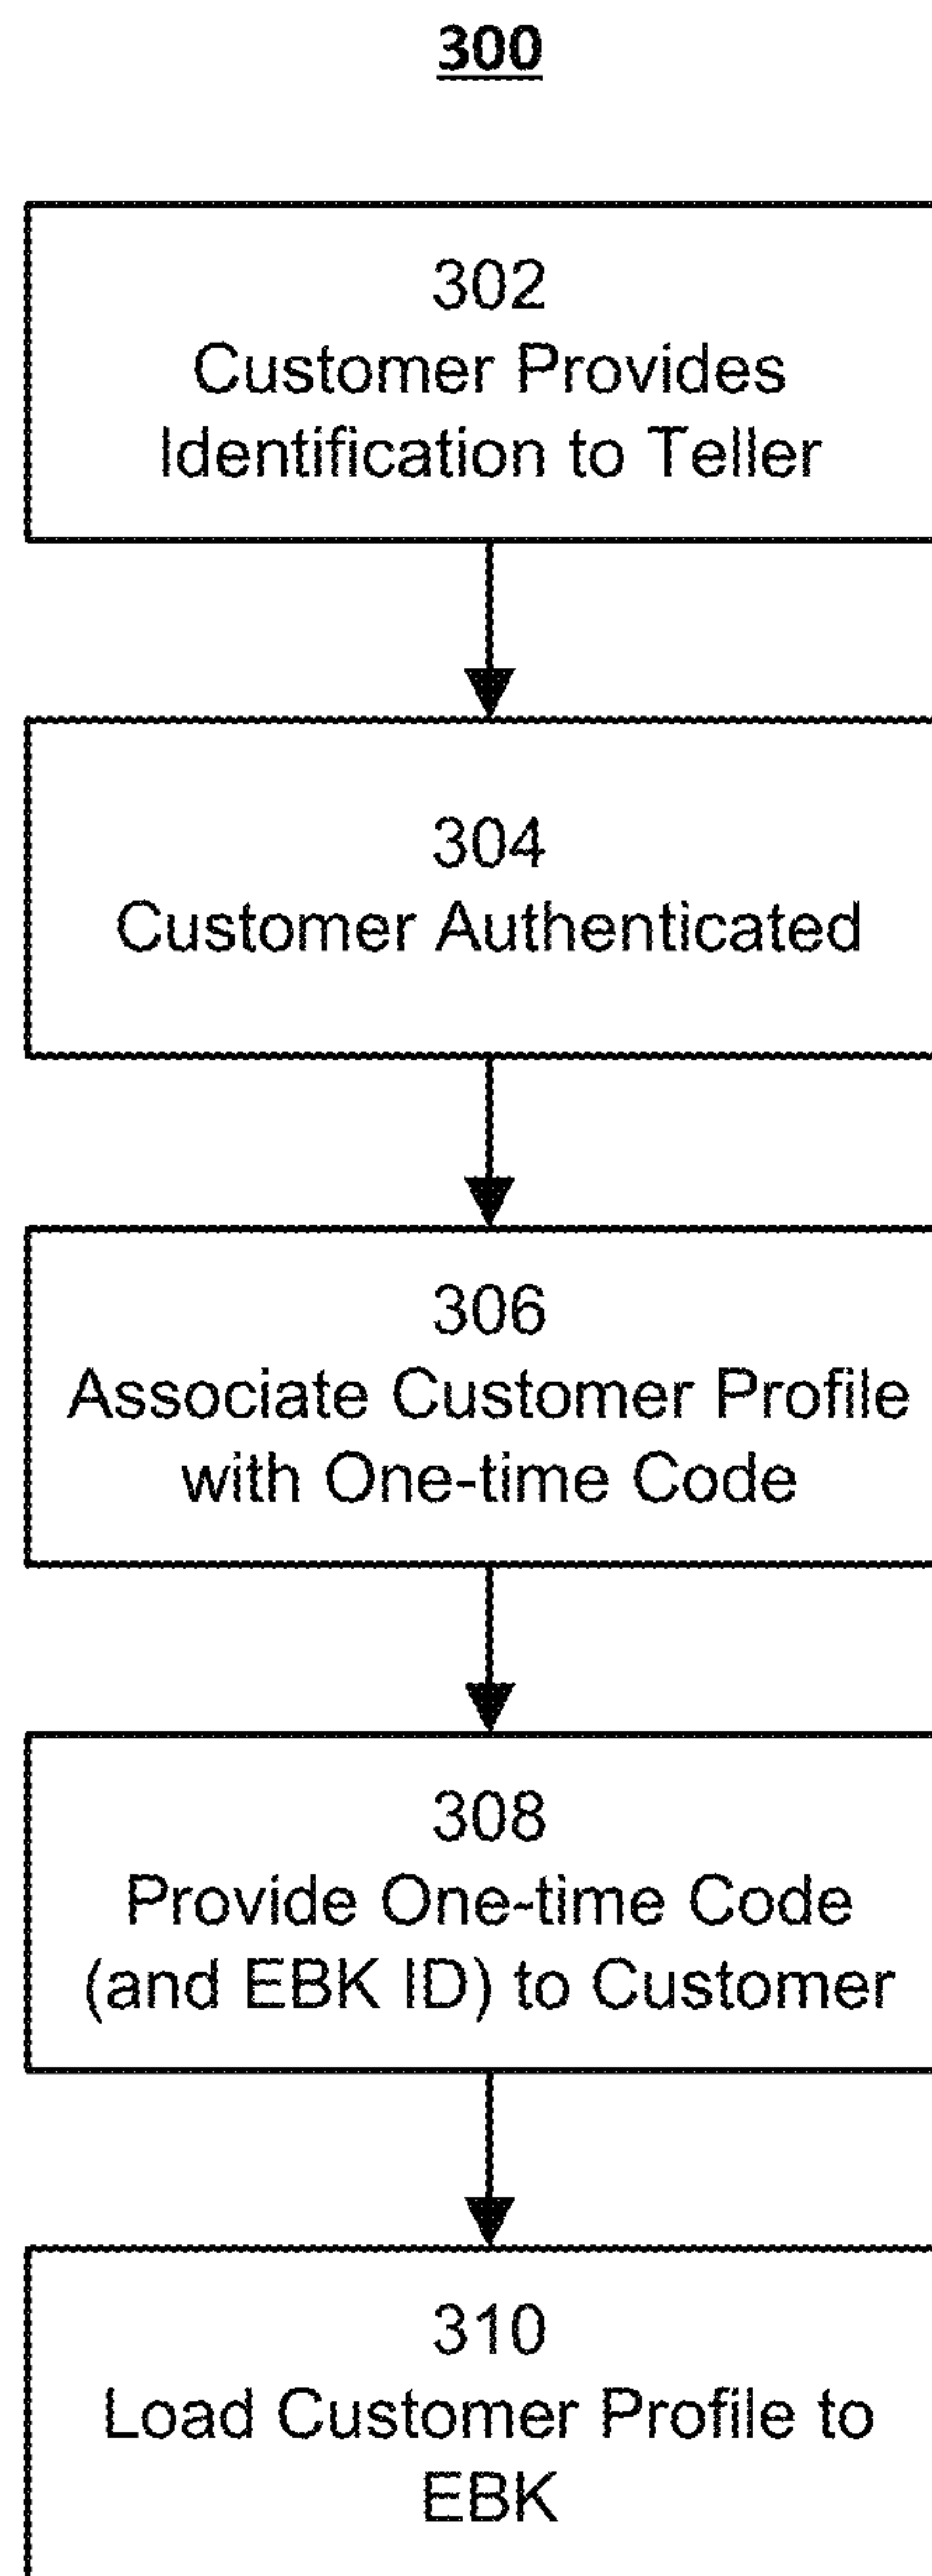 300
302
Customer Provides
Identification to Teller
304
Customer Authenticated
306
Associate Customer Profile
with One-time Code
308
Provide One-time Code
(and EBK ID) to Customer
310
Load Customer Profile to
EBK